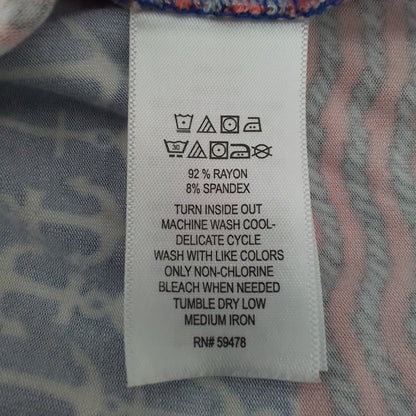 30
92 % RAYON
8% SPANDEX
TURN INSIDE OUT
MACHINE WASH COOL-
DELICATE CYCLE
WASH WITH LIKE COLORS
ONLY NON-CHLORINE
BLEACH WHEN NEEDED
TUMBLE DRY LOW
MEDIUM IRON
RN# 59478